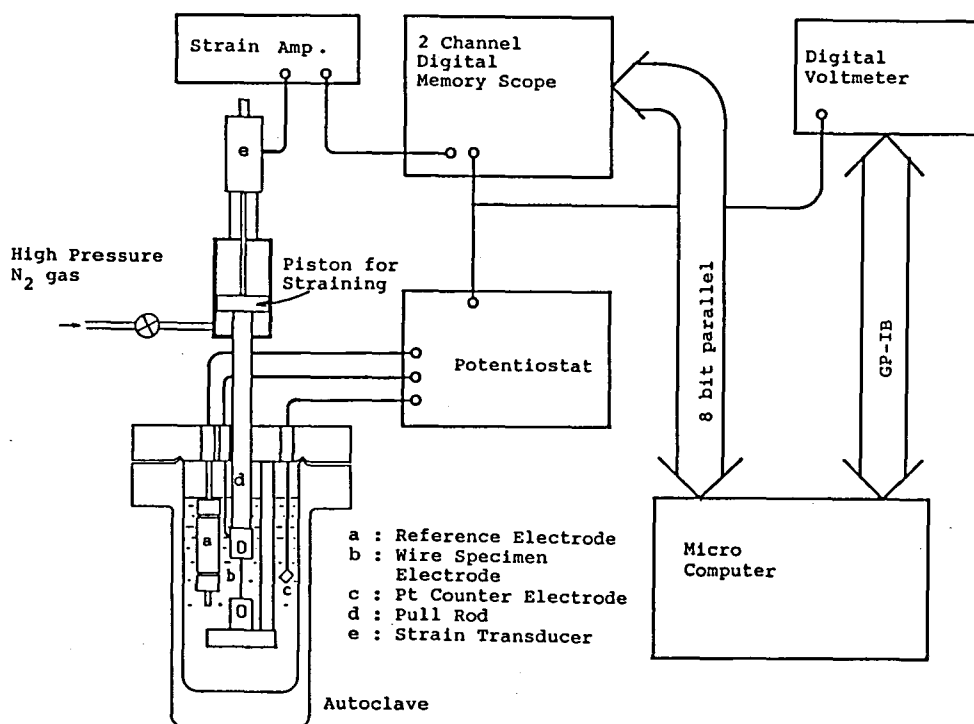 Strain Amp.
2 Channel
Digital
Memory Scope
Digital
Voltmeter
e
High Pressure
N2 gas
Piston for
Straining
Potentiostat
8 bit parallel
GP-IB
d
a
b
c
a : Reference Electrode
b : Wire Specimen
Electrode
c : Pt Counter Electrode
d : Pull Rod
e : Strain Transducer
Micro
Computer
Autoclave